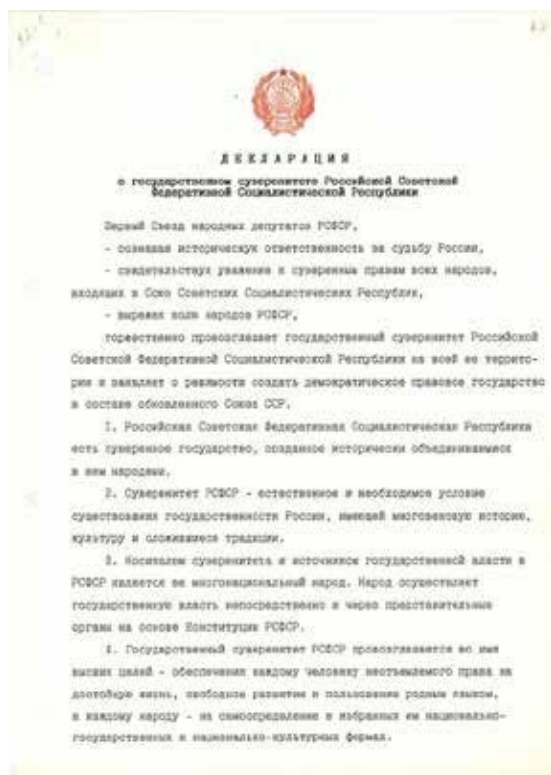 ДЕКЛАРАЦИЯ
о государственном суверенитете Российской Советской
Федеративной Социалистической Республики
Первый Съезд народных депутатов РСФСР,
- сознавая историческую ответственность за судьбу России,
- свидетельствуя уважение к суверенным правам всех народов,
входящих в Союз Советских Социалистических Республик,
- выражая волю народов РСФСР,
торжественно провозглашает государственный суверенитет Российской
Советской Федеративной Социалистической Республики на всей ее террито-
рии и заявляет о решимости создать демократическое правовое государство
в составе обновленного Союза ССР.
1. Российская Советская Федеративная Социалистическая Республика
есть суверенное государство, созданное исторически объединившимися
в нем народами.
2. Суверенитет РСФСР - естественное и необходимое условие
существования государственности России, имеющей многовековую историю,
культуру и сложившиеся традиции.
3. Носителем суверенитета и источником государственной власти в
РСФСР является ее многонациональный народ. Народ осуществляет
государственную власть непосредственно и через представительные
органы на основе Конституции РСФСР.
4. Государственный суверенитет РСФСР провозглашается во имя
высших целей - обеспечения каждому человеку неотъемлемого права на
достойную жизнь, свободное развитие и пользование родным языком,
а каждому народу - на самоопределение в избранных им национально-
государственных и национально-культурных формах.